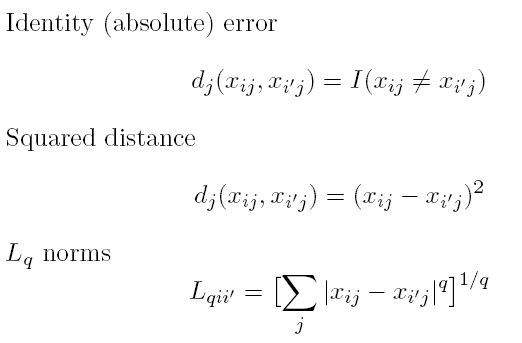 Identity (absolute) error
d_j(x_{ij}, x_{i'j}) = I(x_{ij} ≠ x_{i'j})
Squared distance
d_j(x_{ij}, x_{i'j}) = (x_{ij} − x_{i'j})^2
L_q norms
L_{qii'} = [∑_j |x_{ij} − x_{i'j}|^q]^{1/q}